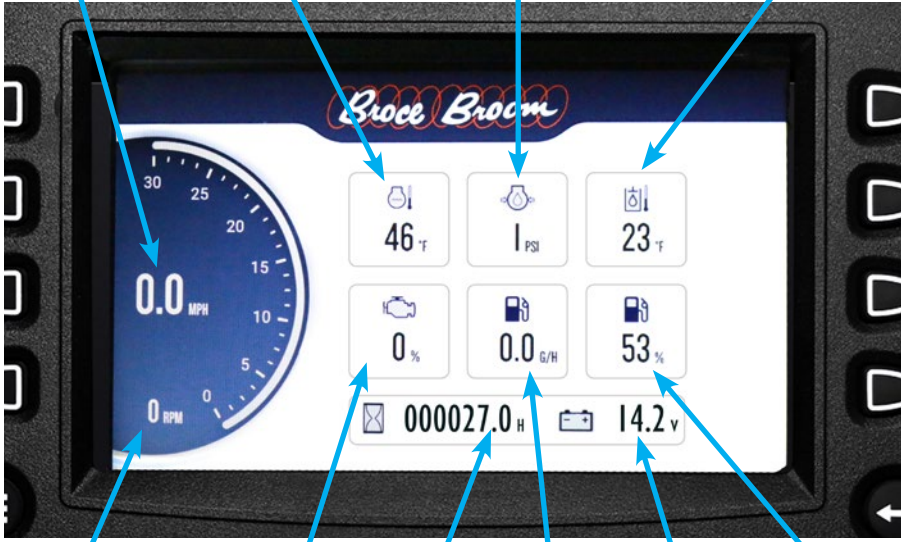 Broce Broom
30
25
20
15
10
5
0
0.0 MPH
0 RPM
46 °F
1 PSI
23 °F
0 %
0.0 G/H
53 %
000027.0 H
14.2 V